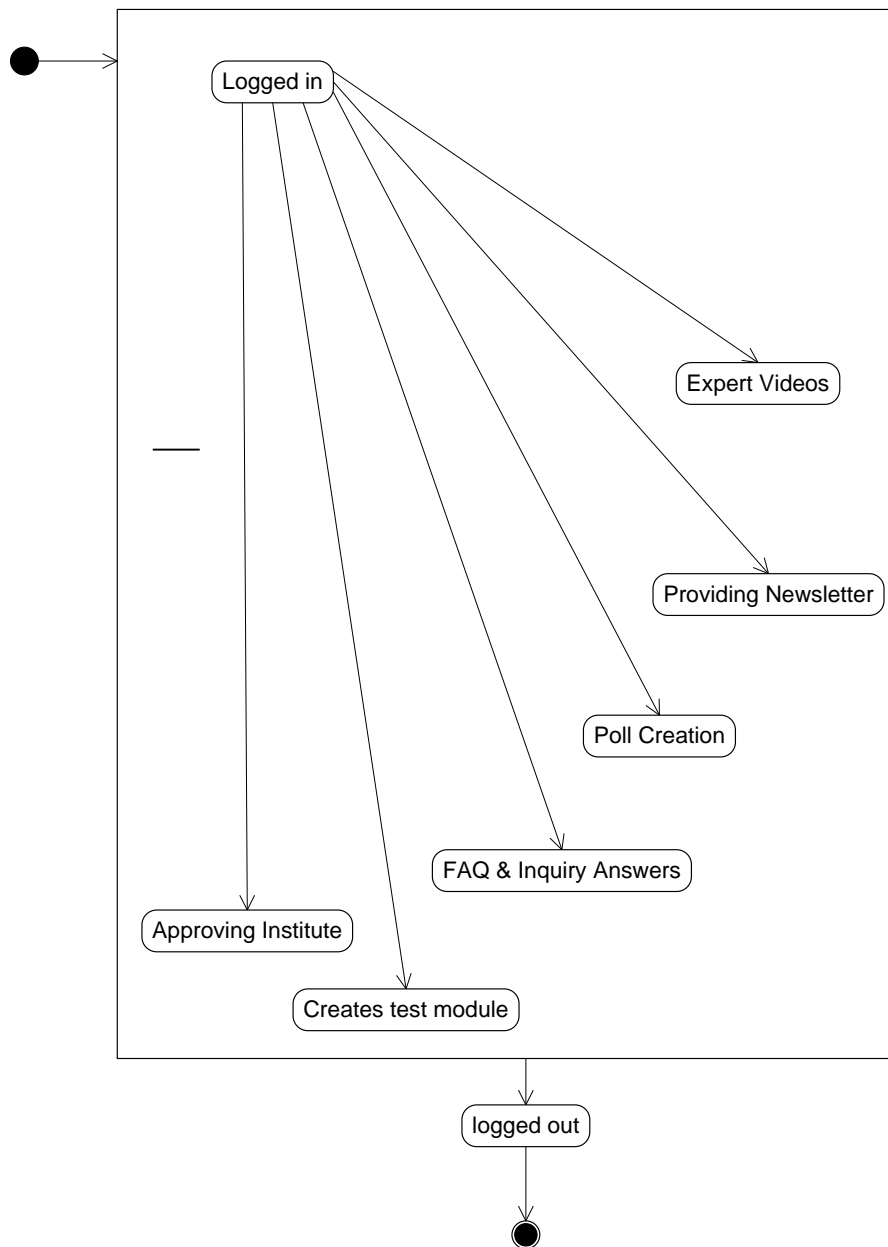 Logged in
Expert Videos
Providing Newsletter
Poll Creation
FAQ & Inquiry Answers
Approving Institute
Creates test module
logged out